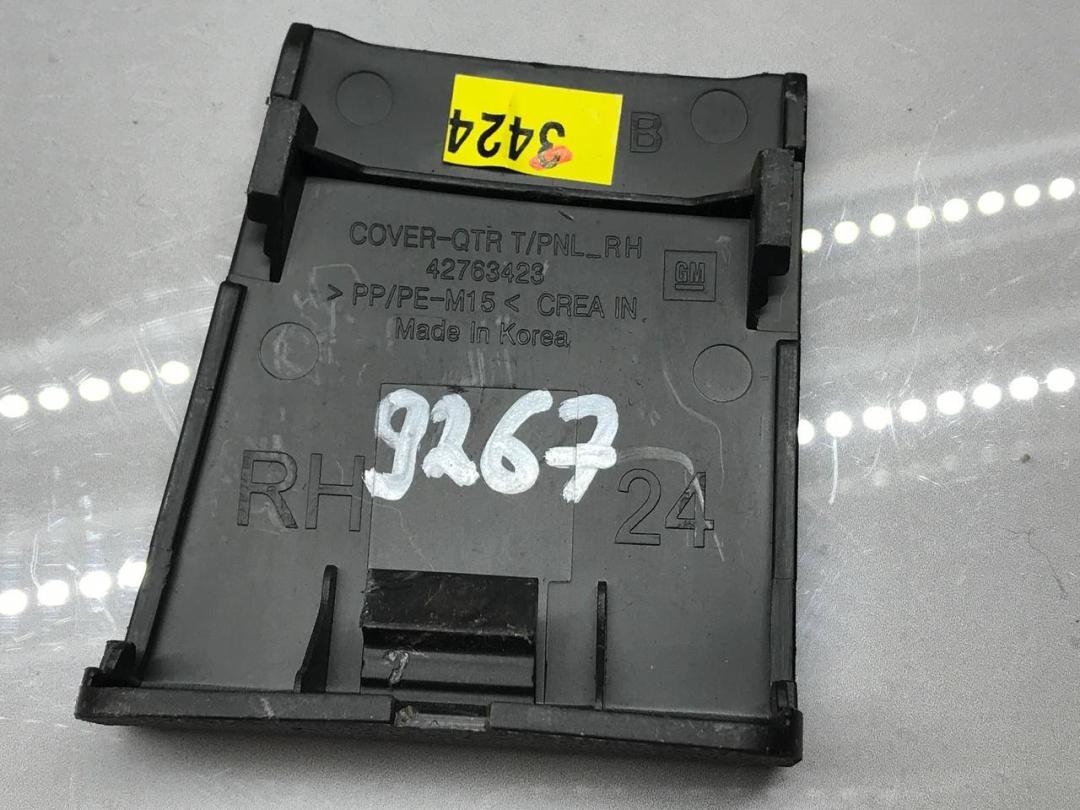 3424
B
COVER-QTR T/PNL_RH
42763423
GM
> PP/PE-M15 < CREA IN
Made In Korea
9267
RH
24